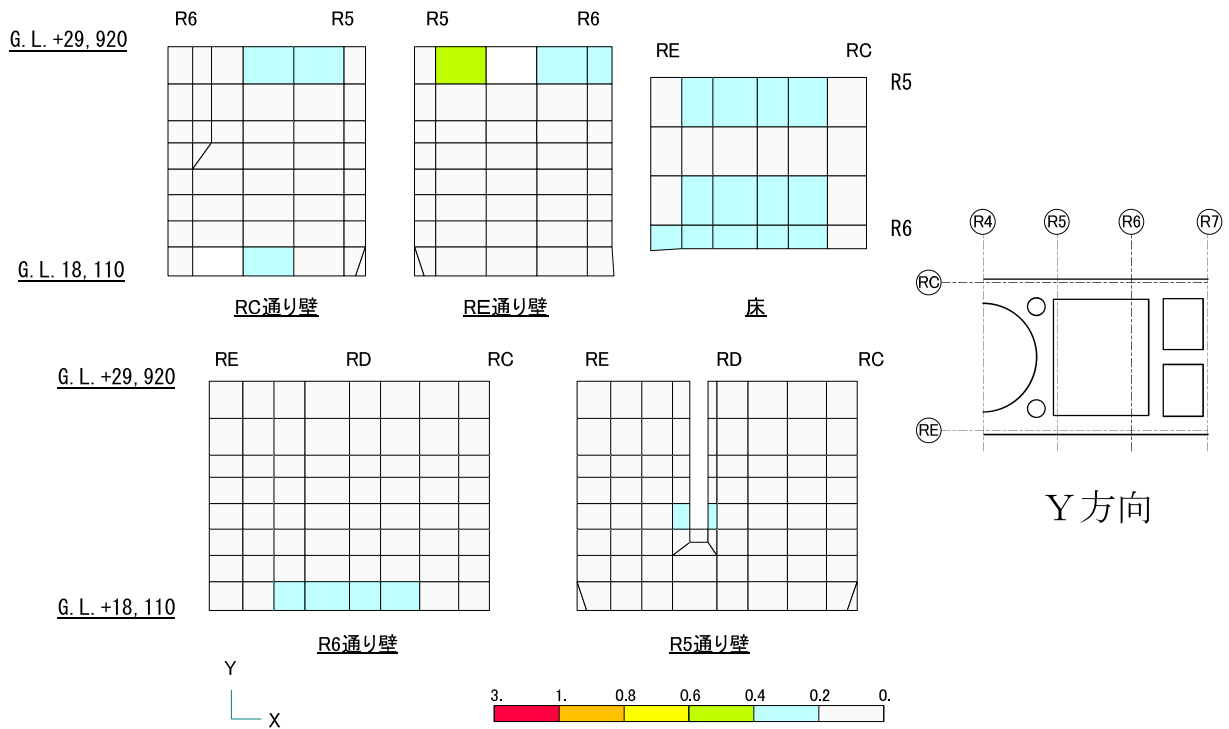 R6 R5 R5 R6
G.L.+29,920
RE RC
R5
R6
G.L.18,110
RC通り壁 RE通り壁 床
R4 R5 R6 R7
RC
RE
Y方向
RE RD RC RE RD RC
G.L.+29,920
G.L.+18,110
R6通り壁 R5通り壁
Y
X
3. 1. 0.8 0.6 0.4 0.2 0.